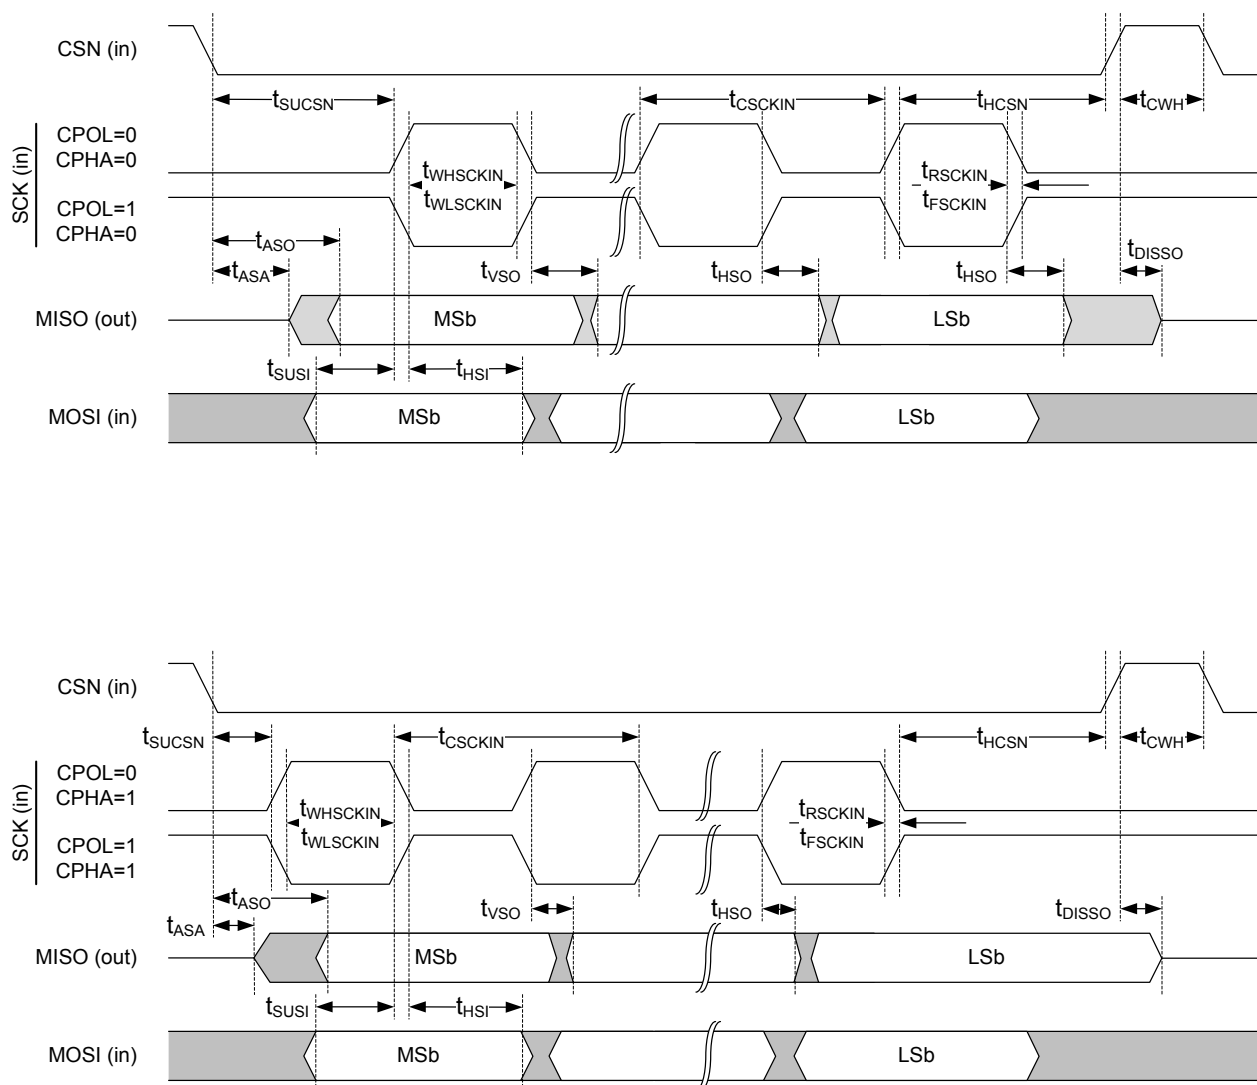 CSN (in)
tSUCSN
tCSCKIN
tHCSN
tCWH
SCK (in)
CPOL=0
CPHA=0
tWHSCKIN
tRSCKIN
CPOL=1
CPHA=0
tWLSCKIN
tFSCKIN
tASO
tASA
tVSO
tHSO
tHSO
tDISSO
MISO (out)
MSb
LSb
tSUSI
tHSI
MOSI (in)
MSb
LSb
CSN (in)
tSUCSN
tCSCKIN
tHCSN
tCWH
SCK (in)
CPOL=0
CPHA=1
tWHSCKIN
tRSCKIN
CPOL=1
CPHA=1
tWLSCKIN
tFSCKIN
tASO
tASA
tVSO
tHSO
tDISSO
MISO (out)
MSb
LSb
tSUSI
tHSI
MOSI (in)
MSb
LSb